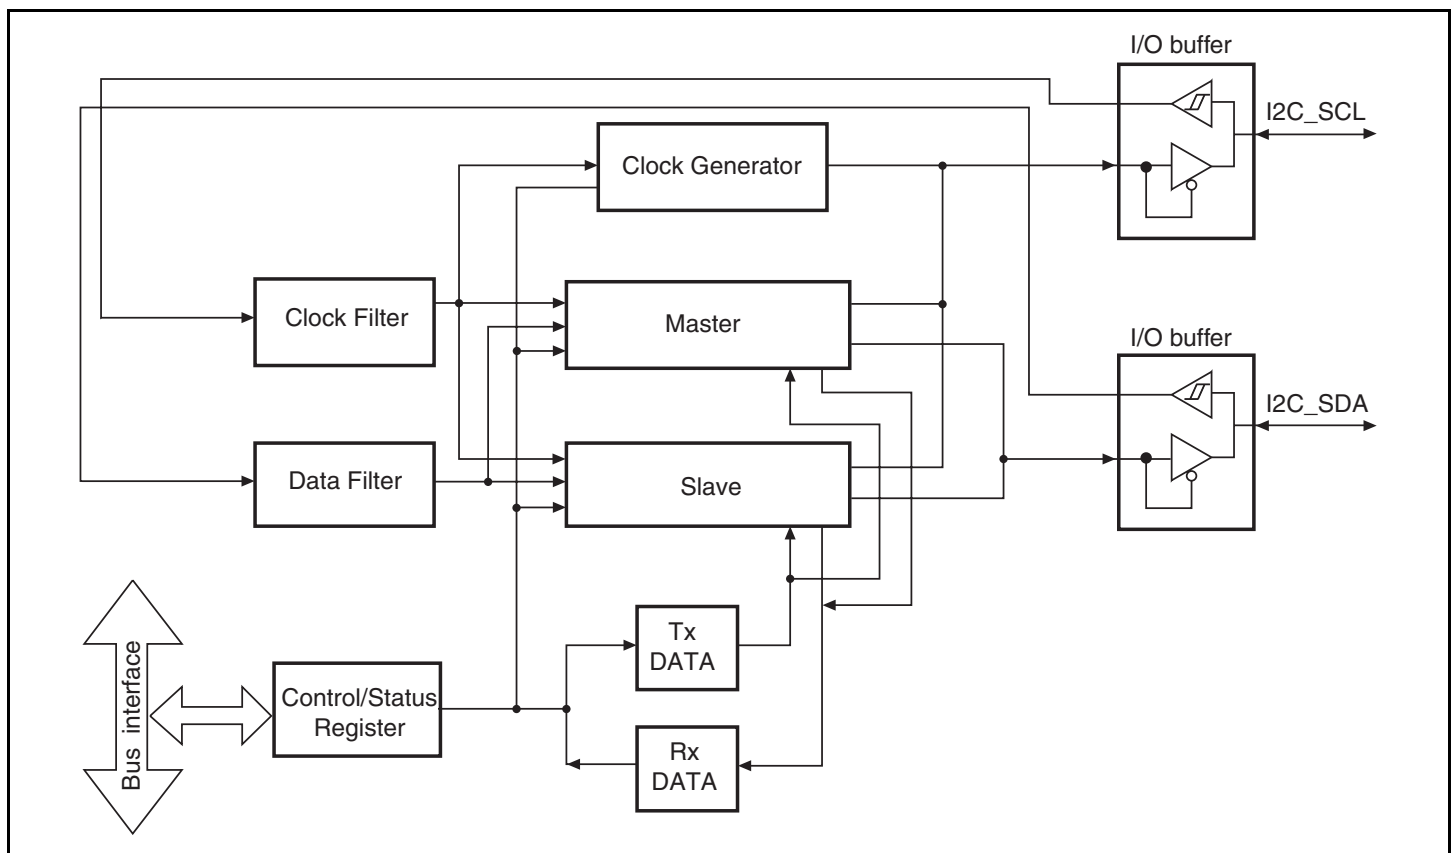 I/O buffer
I2C_SCL
Clock Generator
Clock Filter
Master
I/O buffer
I2C_SDA
Data Filter
Slave
Tx
DATA
Bus interface
Control/Status
Register
Rx
DATA